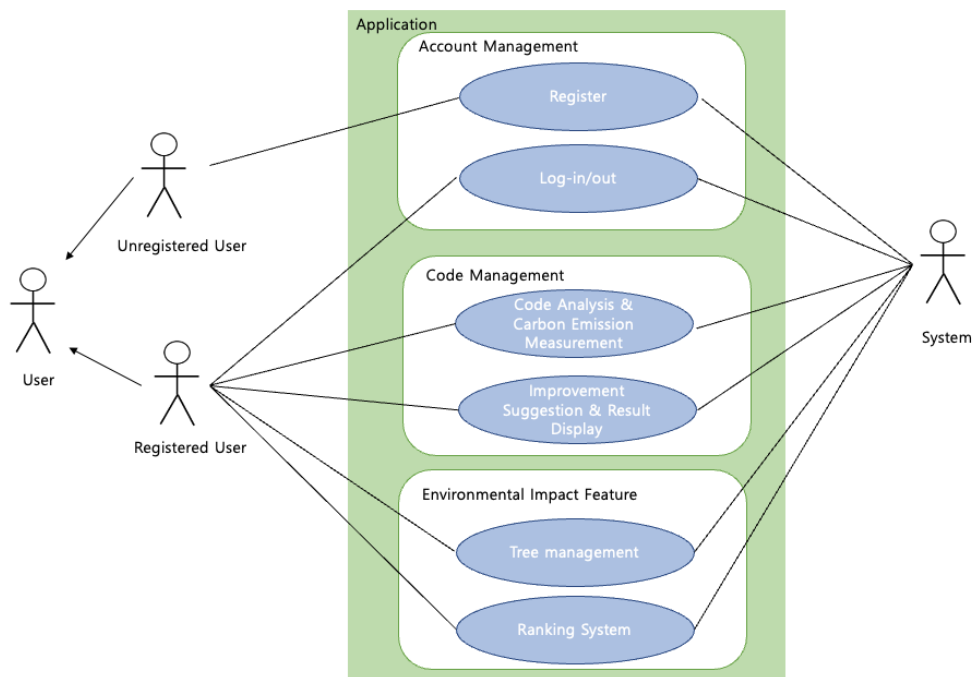 Application
Account Management
Register
Log-in/out
Unregistered User
Code Management
Code Analysis &
Carbon Emission
Measurement
System
User
Improvement
Suggestion & Result
Display
Registered User
Environmental Impact Feature
Tree management
Ranking System